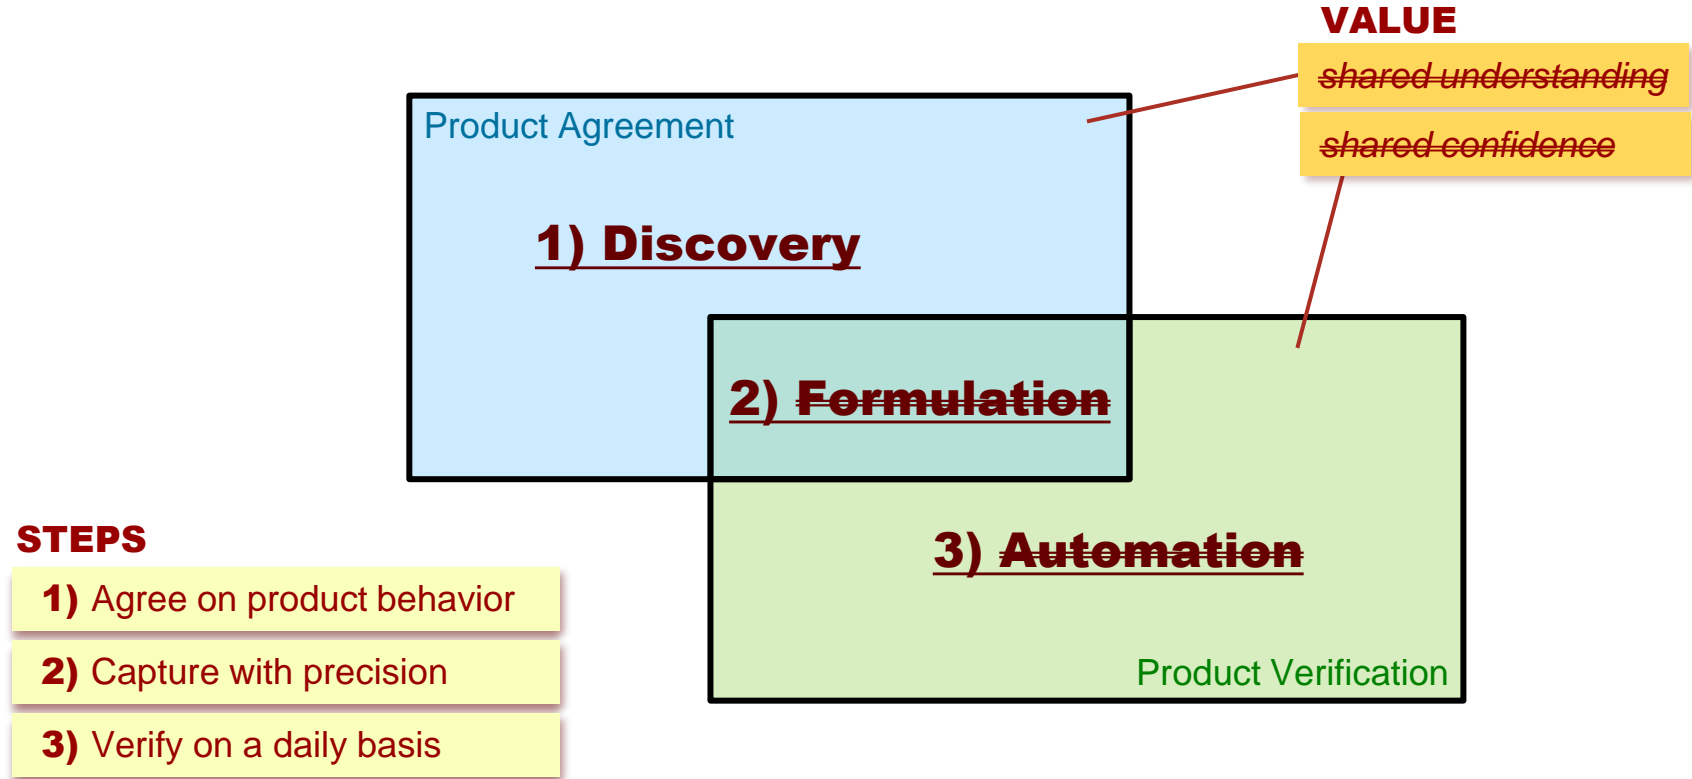 VALUE
shared understanding
shared confidence
Product Agreement
1) Discovery
2) Formulation
3) Automation
Product Verification
STEPS
1) Agree on product behavior
2) Capture with precision
3) Verify on a daily basis